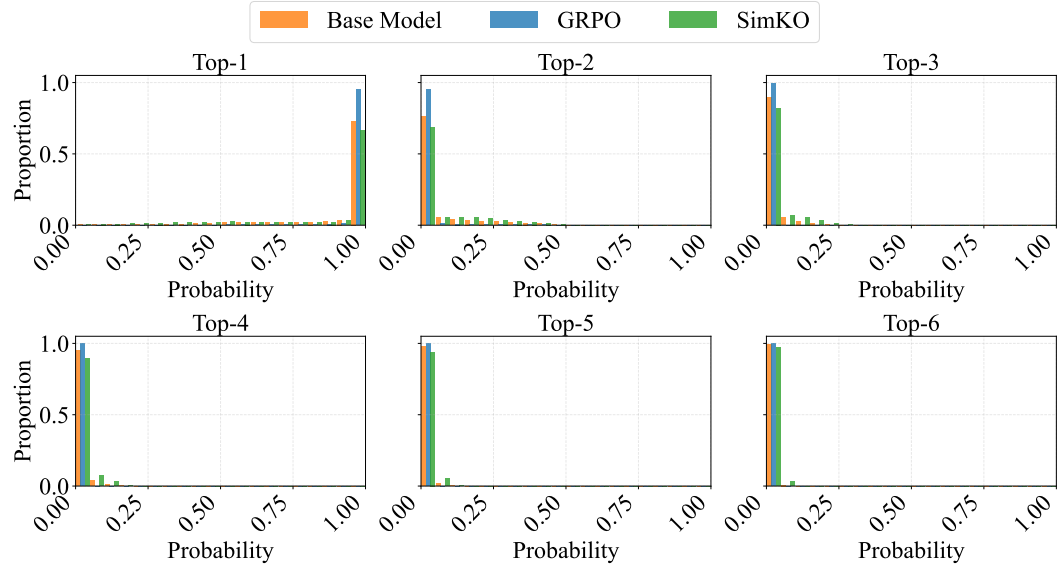 Base Model GRPO SimKO
Top-1 Top-2 Top-3
Proportion
1.0
0.5
0.0
0.00 0.25 0.50 0.75 1.00 0.00 0.25 0.50 0.75 1.00 0.00 0.25 0.50 0.75 1.00
Probability Probability Probability
Top-4 Top-5 Top-6
Proportion
1.0
0.5
0.0
0.00 0.25 0.50 0.75 1.00 0.00 0.25 0.50 0.75 1.00 0.00 0.25 0.50 0.75 1.00
Probability Probability Probability